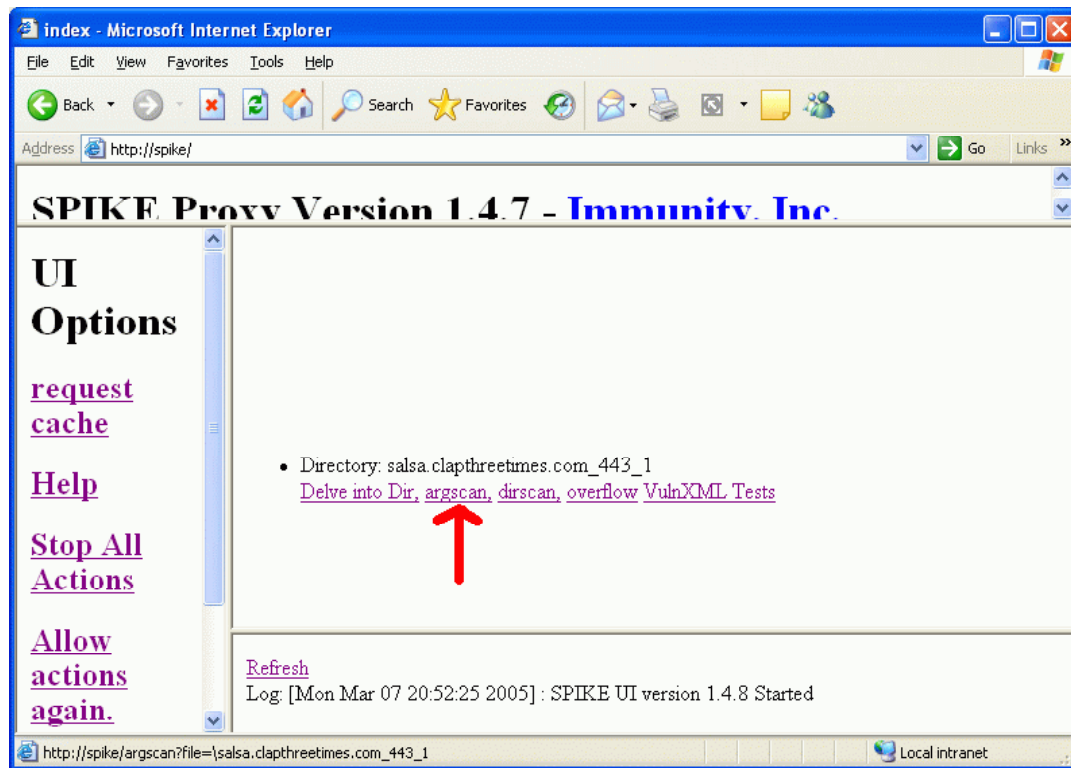 index - Microsoft Internet Explorer
File Edit View Favorites Tools Help
Back Search Favorites
Address http://spike/ Go Links »
SPIKE Proxy Version 1.4.7 - Immunity, Inc.
UI
Options
request
cache
Help
Stop All
Actions
Allow
actions
again.
Directory: salsa.clapthreetimes.com_443_1
Delve into Dir, argscan, dirscan, overflow VulnXML Tests
Refresh
Log: [Mon Mar 07 20:52:25 2005] : SPIKE UI version 1.4.8 Started
http://spike/argscan?file=\salsa.clapthreetimes.com_443_1 Local intranet